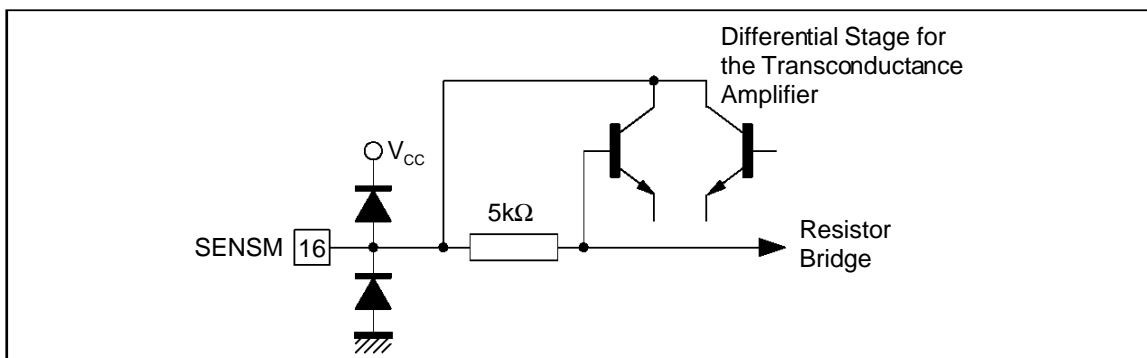 Differential Stage for
the Transconductance
Amplifier
VCC
5kΩ
SENSM 16
Resistor
Bridge